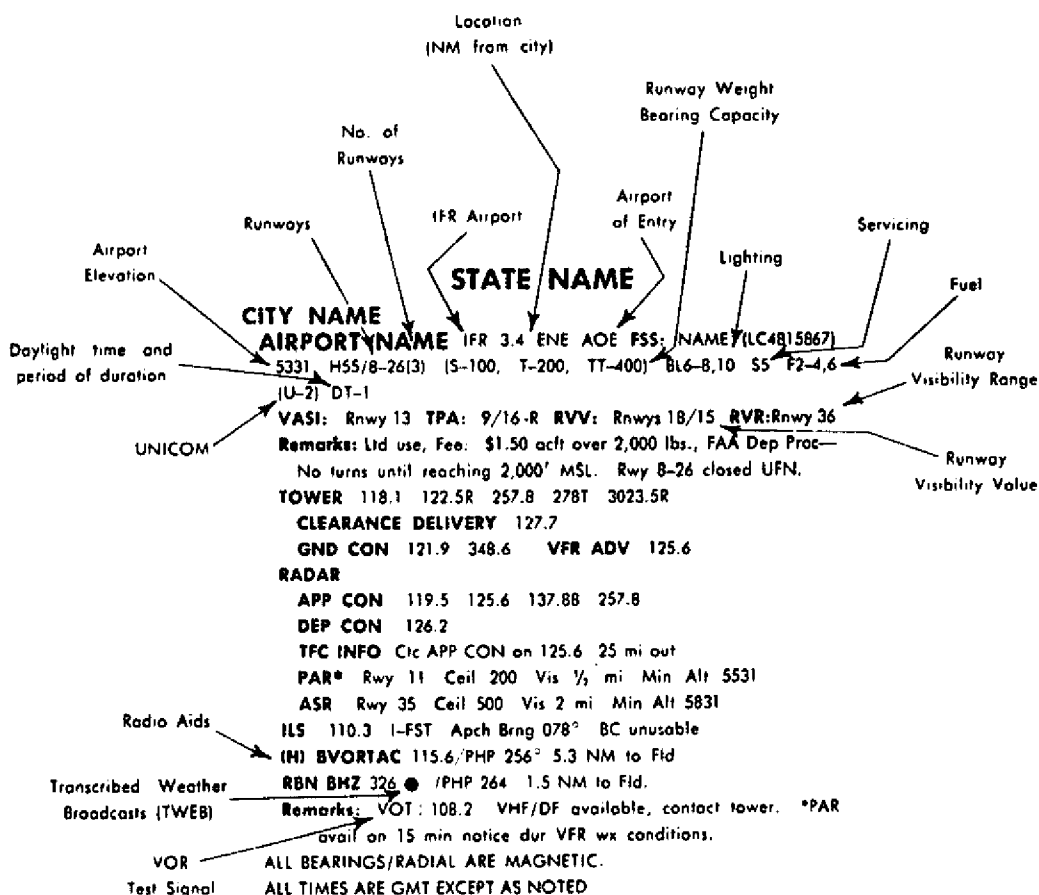 Location
(NM from city)
Runway Weight
Bearing Capacity
No. of
Runways
IFR Airport
Airport
of Entry
Servicing
Runways
Airport
Elevation
Lighting
STATE NAME
Fuel
CITY NAME
AIRPORT NAME IFR 3.4 ENE AOE FSS: NAME (LC4815867)
Daylight time and
period of duration
5331 H55/8-26(3) (S-100, T-200, TT-400) BL6-8,10 S5 F2-4,6
Runway
Visibility Range
(U-2) DT-1
VASI: Rnwy 13 TPA: 9/16-R RVV: Rnwys 18/15 RVR:Rnwy 36
UNICOM
Remarks: Ltd use, Fee: $1.50 acft over 2,000 lbs., FAA Dep Proc—
No turns until reaching 2,000' MSL. Rwy 8-26 closed UFN.
Runway
Visibility Value
TOWER 118.1 122.5R 257.8 278T 3023.5R
CLEARANCE DELIVERY 127.7
GND CON 121.9 348.6 VFR ADV 125.6
RADAR
APP CON 119.5 125.6 137.88 257.8
DEP CON 126.2
TFC INFO Ctc APP CON on 125.6 25 mi out
PAR* Rwy 11 Ceil 200 Vis ½ mi Min Alt 5531
ASR Rwy 35 Ceil 500 Vis 2 mi Min Alt 5831
Radio Aids
ILS 110.3 I-FST Apch Brng 078° BC unusable
(H) BVORTAC 115.6/PHP 256° 5.3 NM to Fld
Transcribed Weather
Broadcasts (TWEB)
RBN BHZ 326 ● /PHP 264 1.5 NM to Fld.
Remarks: VOT: 108.2 VHF/DF available, contact tower. *PAR
avail on 15 min notice dur VFR wx conditions.
VOR
Test Signal
ALL BEARINGS/RADIAL ARE MAGNETIC.
ALL TIMES ARE GMT EXCEPT AS NOTED